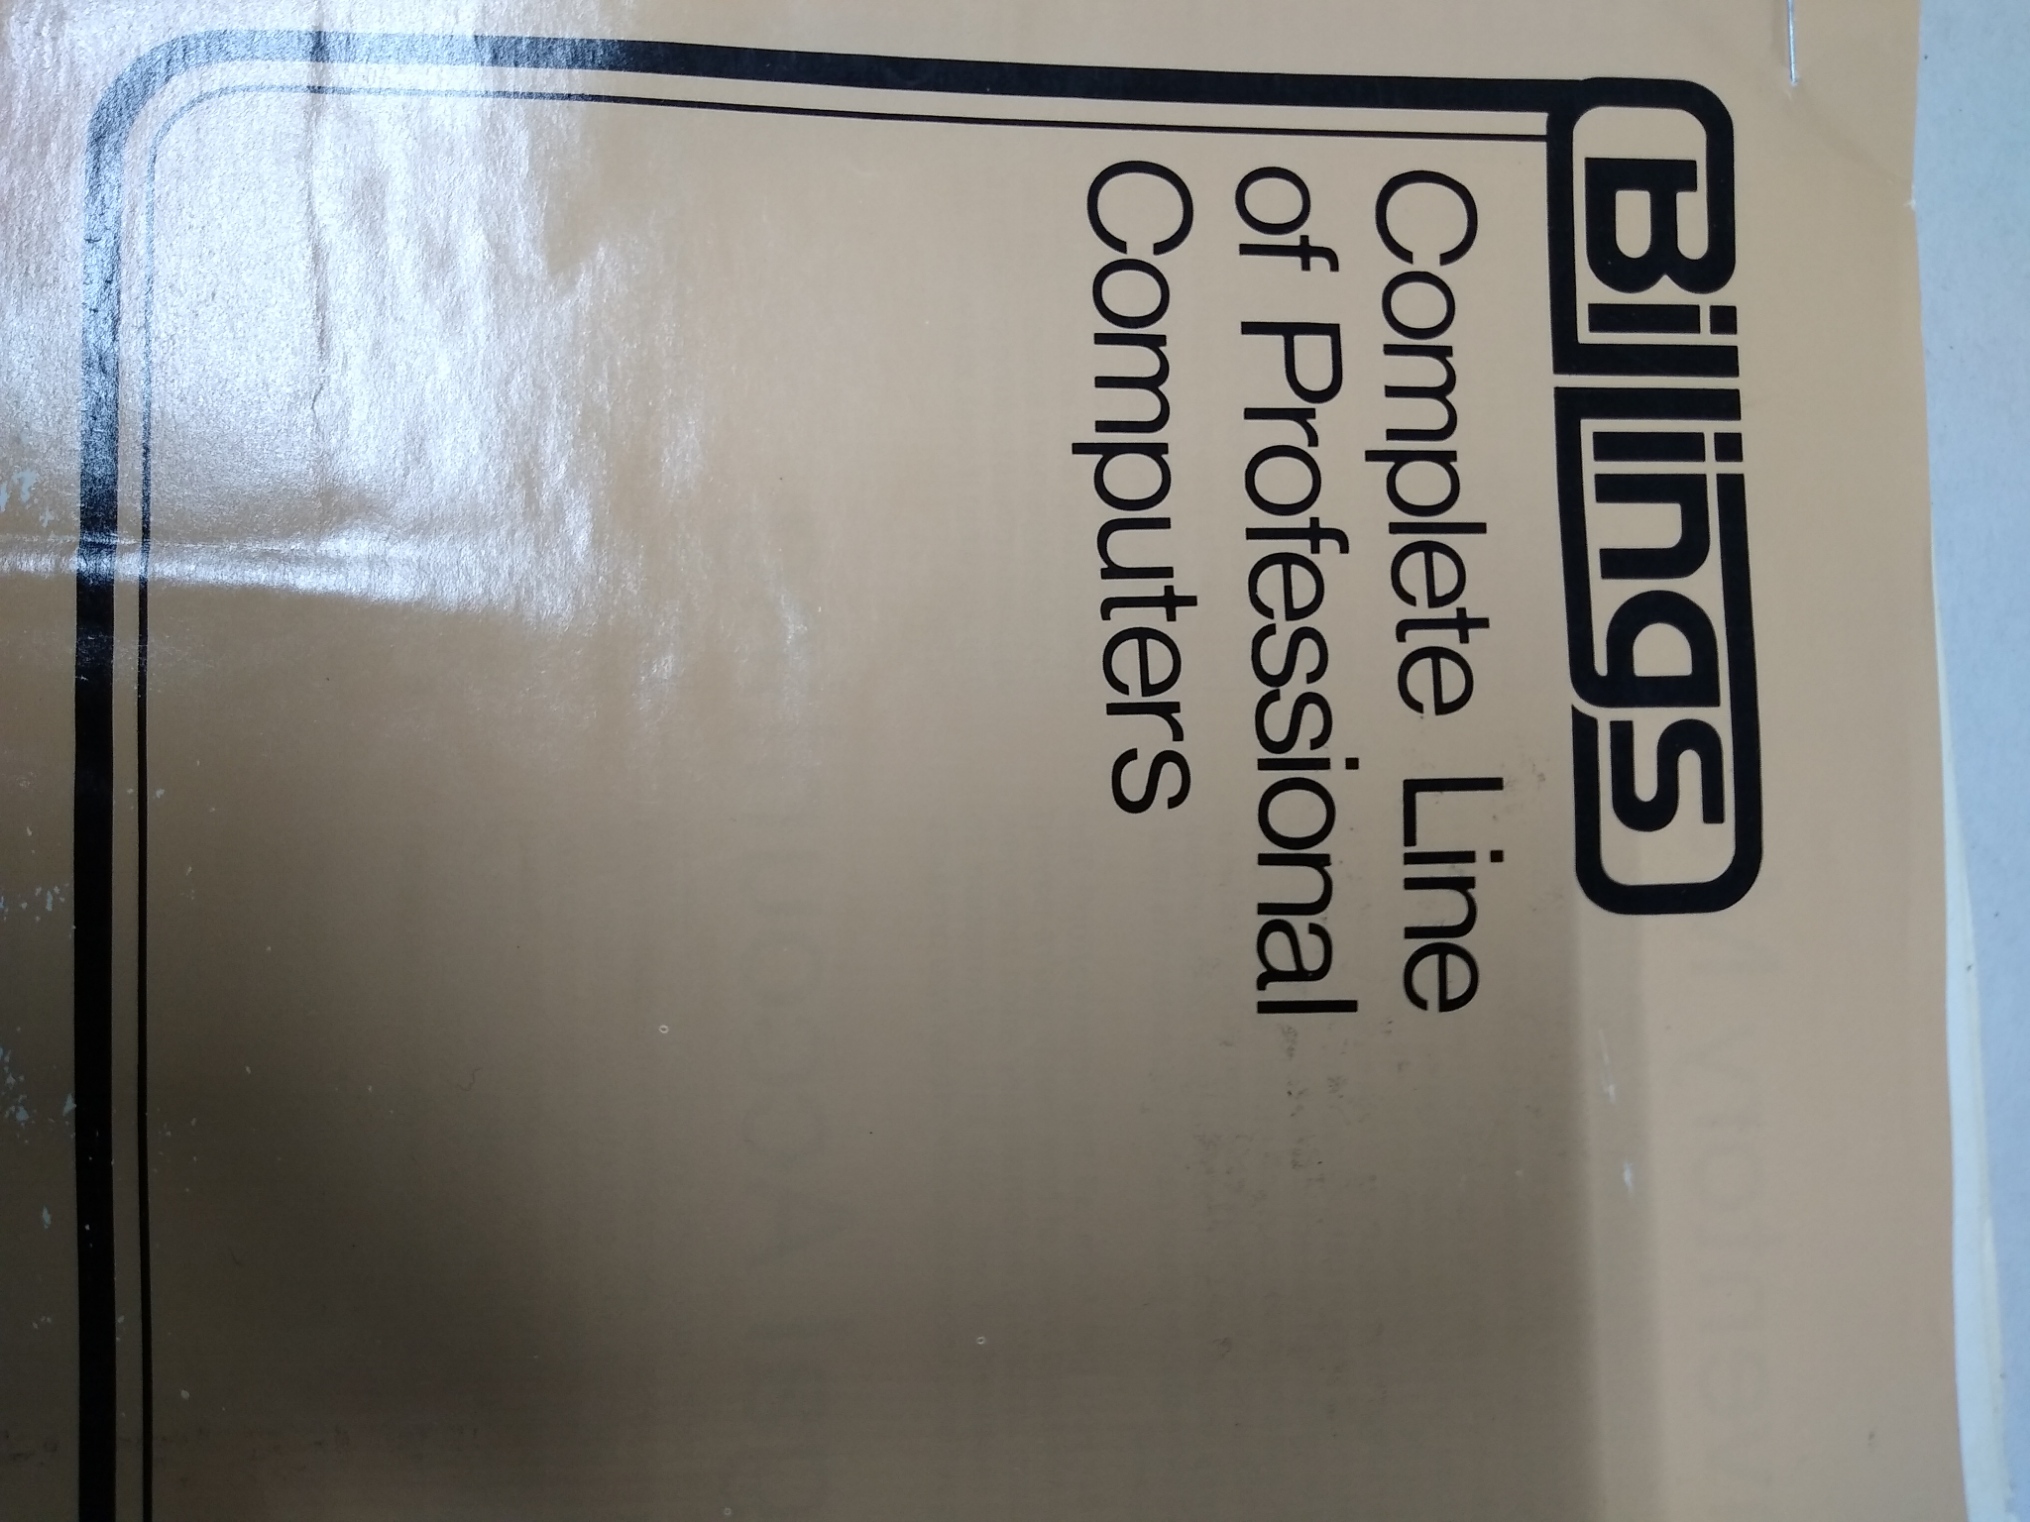 Billings
Complete Line
of Professional
Computers